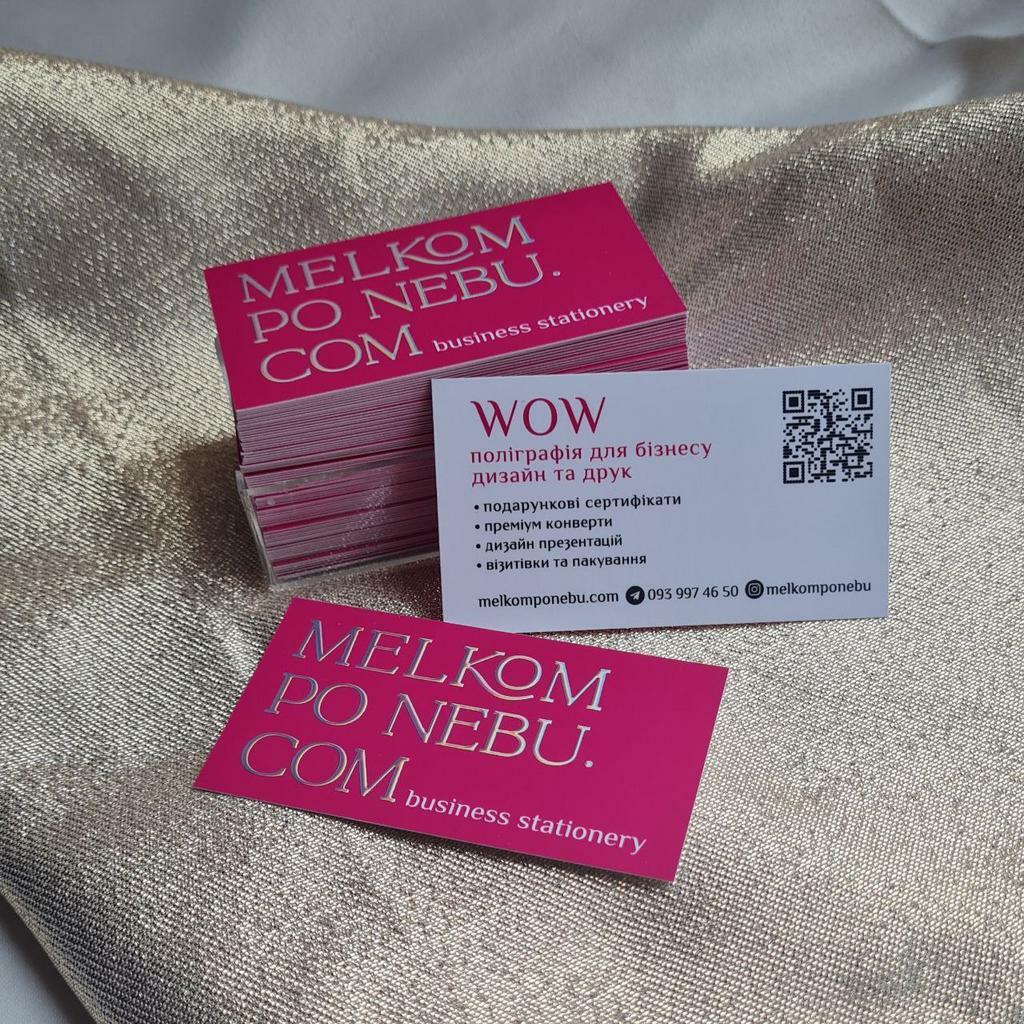 MELKOM
PO NEBU.
COM business stationery
WOW
поліграфія для бізнесу
дизайн та друк
• подарункові сертифікати
• преміум конверти
• дизайн презентацій
• візитівки та пакування
melkomponebu.com 093 997 46 50 melkomponebu
MELKOM
PO NEBU.
COM business stationery